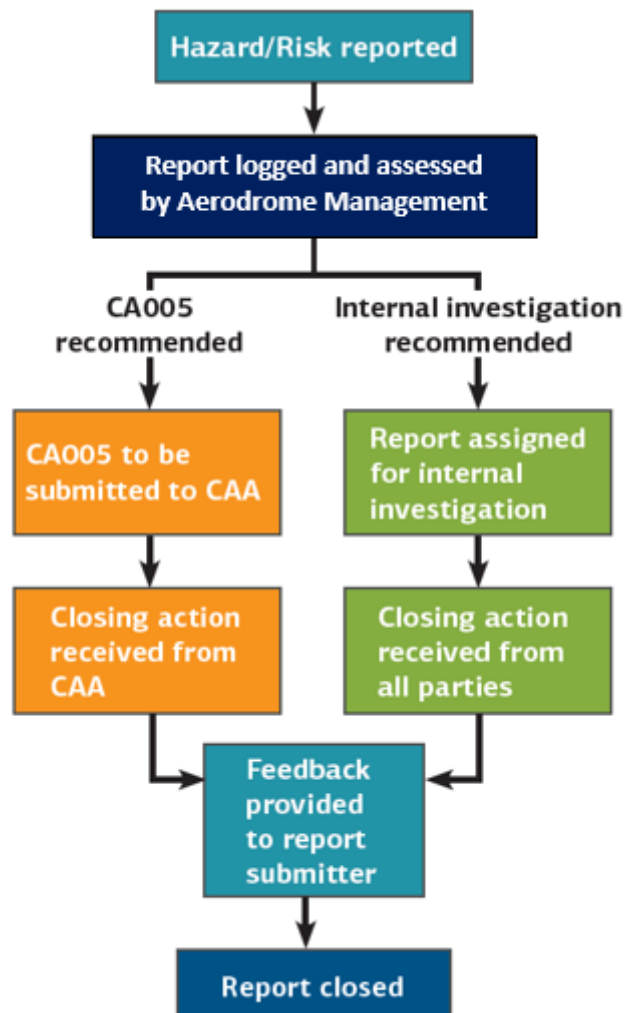 Hazard/Risk reported
Report logged and assessed
by Aerodrome Management
CA005
recommended
Internal investigation
recommended
CA005 to be
submitted to CAA
Report assigned
for internal
investigation
Closing action
received from
CAA
Closing action
received from
all parties
Feedback
provided
to report
submitter
Report closed